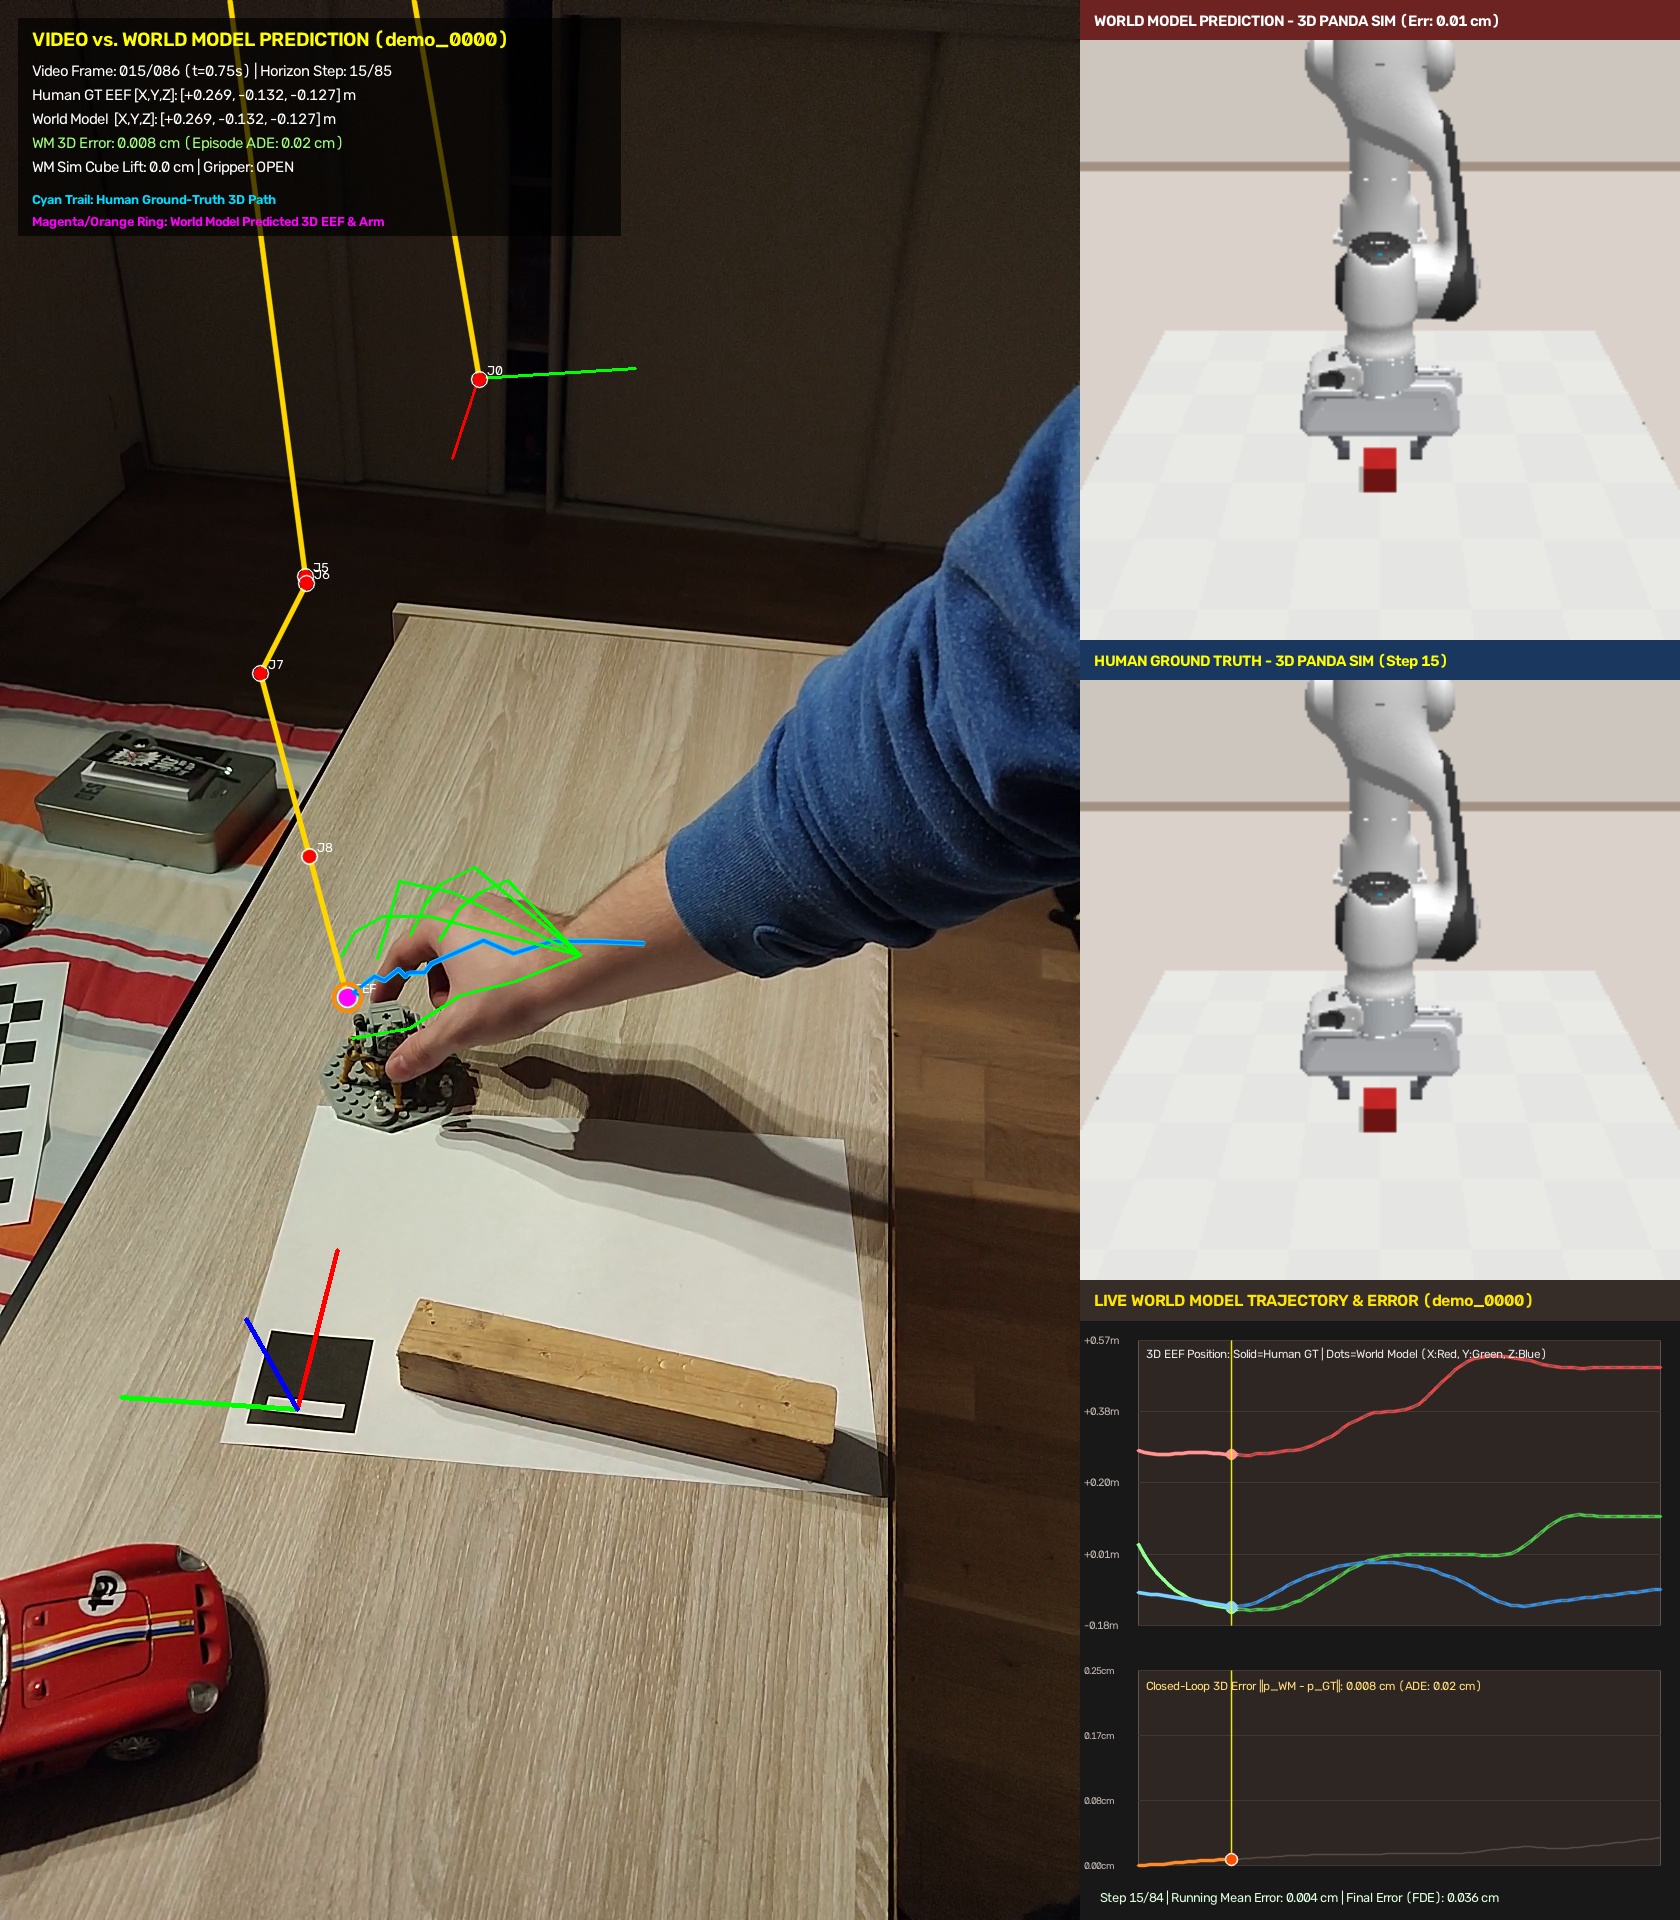 VIDEO vs. WORLD MODEL PREDICTION (demo_0000)
Video Frame: 015/086 (t=0.75s) | Horizon Step: 15/85
Human GT EEF [X,Y,Z]: [+0.269, -0.132, -0.127] m
World Model [X,Y,Z]: [+0.269, -0.132, -0.127] m
WM 3D Error: 0.008 cm (Episode ADE: 0.02 cm)
WM Sim Cube Lift: 0.0 cm | Gripper: OPEN
Cyan Trail: Human Ground-Truth 3D Path
Magenta/Orange Ring: World Model Predicted 3D EEF & Arm
J0
J5
J6
J7
J8
EEF
WORLD MODEL PREDICTION - 3D PANDA SIM (Err: 0.01 cm)
HUMAN GROUND TRUTH - 3D PANDA SIM (Step 15)
LIVE WORLD MODEL TRAJECTORY & ERROR (demo_0000)
+0.57m
3D EEF Position: Solid=Human GT | Dots=World Model (X:Red, Y:Green, Z:Blue)
+0.38m
+0.20m
+0.01m
-0.18m
0.25cm
Closed-Loop 3D Error ||p_WM - p_GT||: 0.008 cm (ADE: 0.02 cm)
0.17cm
0.08cm
0.00cm
Step 15/84 | Running Mean Error: 0.004 cm | Final Error (FDE): 0.036 cm